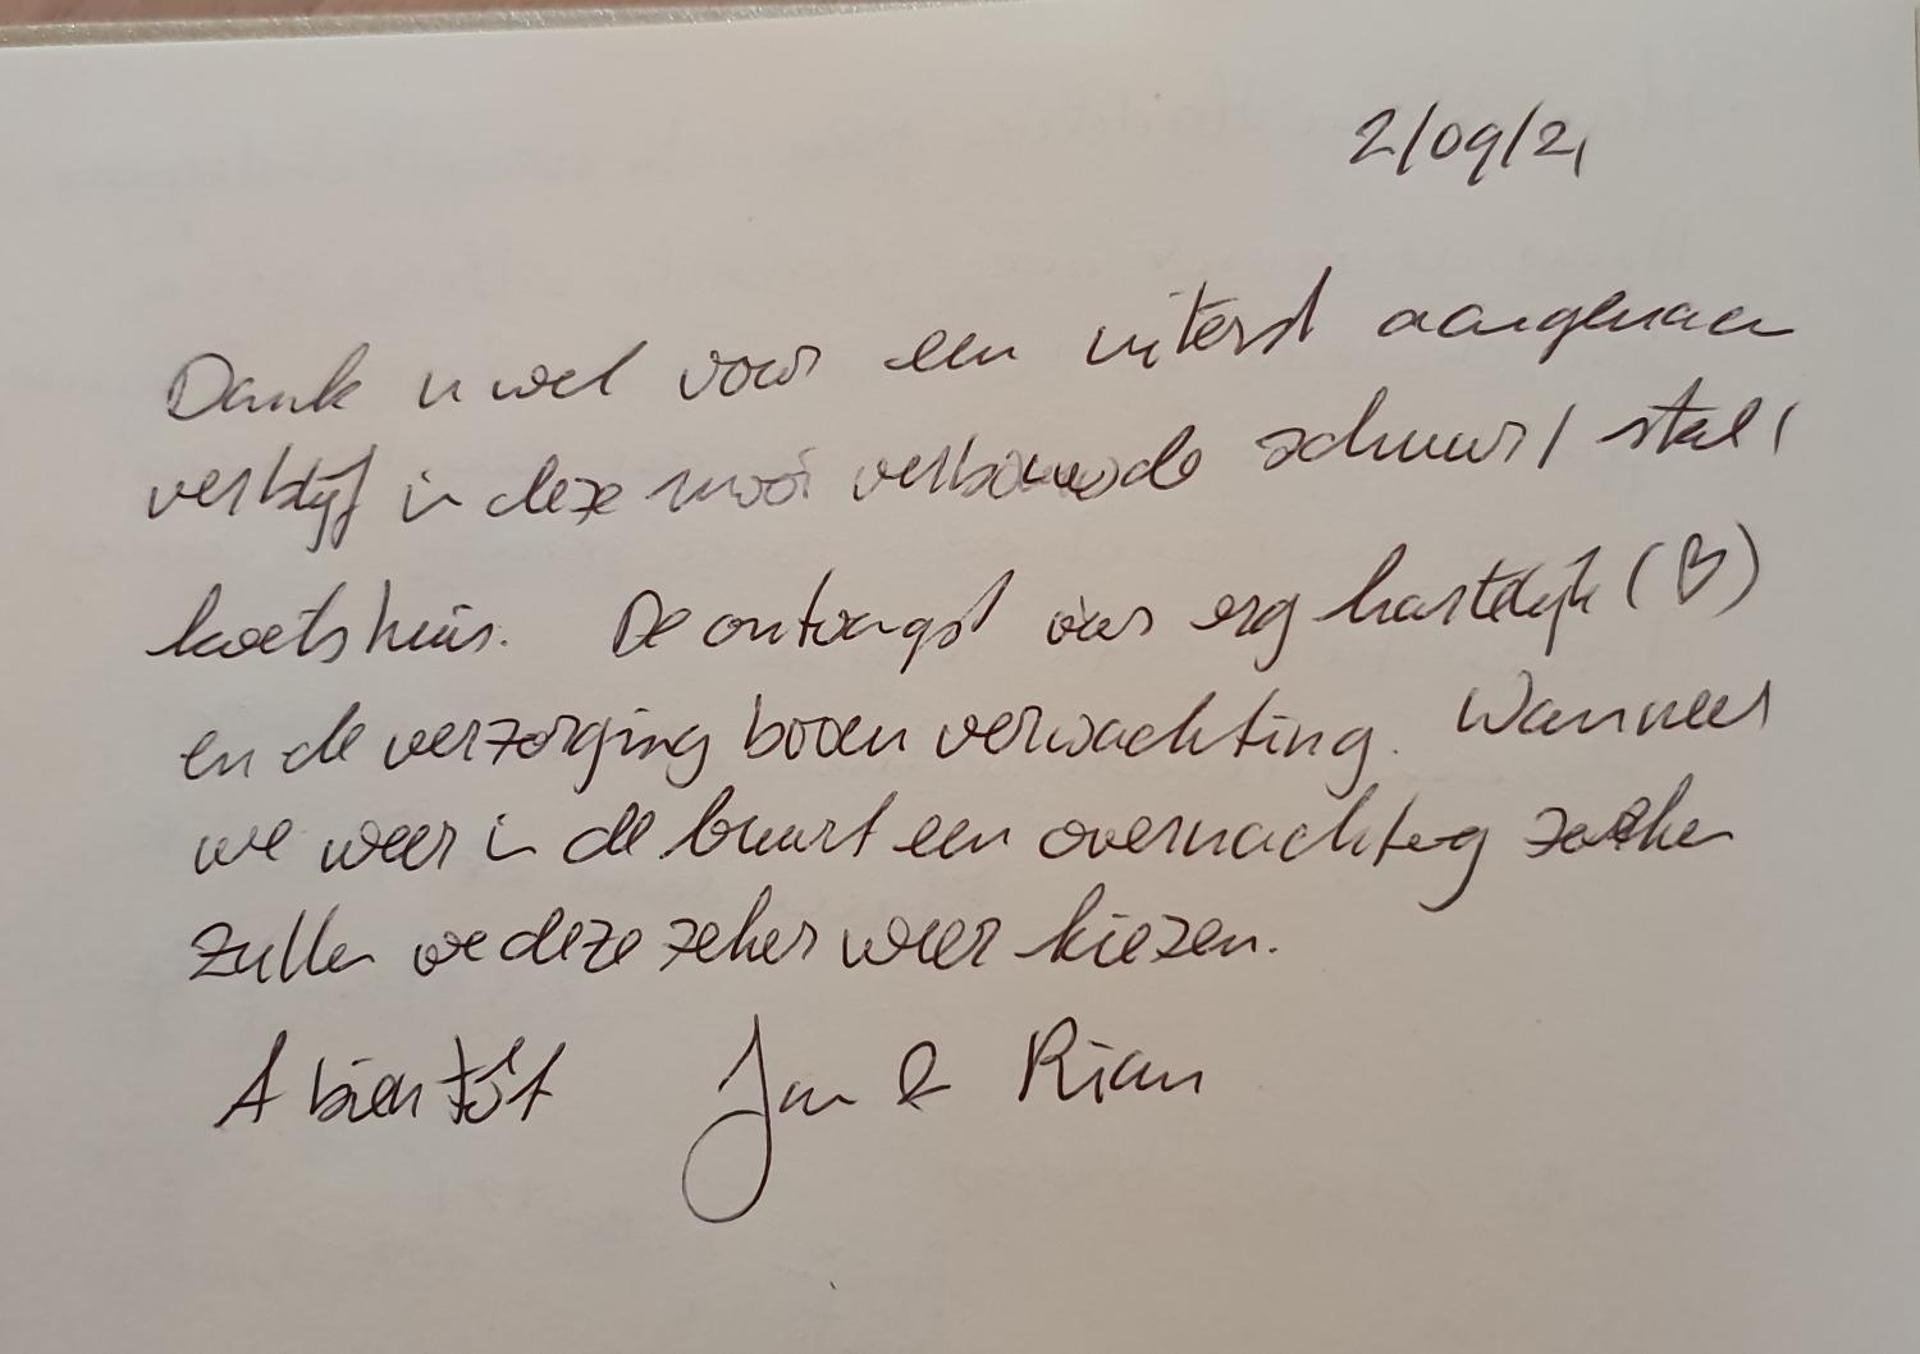 2/09/21
Dank u wel voor een uiterst aangenaam
verblijf in deze mooi verbouwde schuur/stal/
koetshuis. De ontvangst was erg hartelijk (♡)
en de verzorging boven verwachting. Wanneer
we weer in de buurt een overnachting zoeken
zullen we deze zeker weer kiezen.
A bientôt Jan & Rian